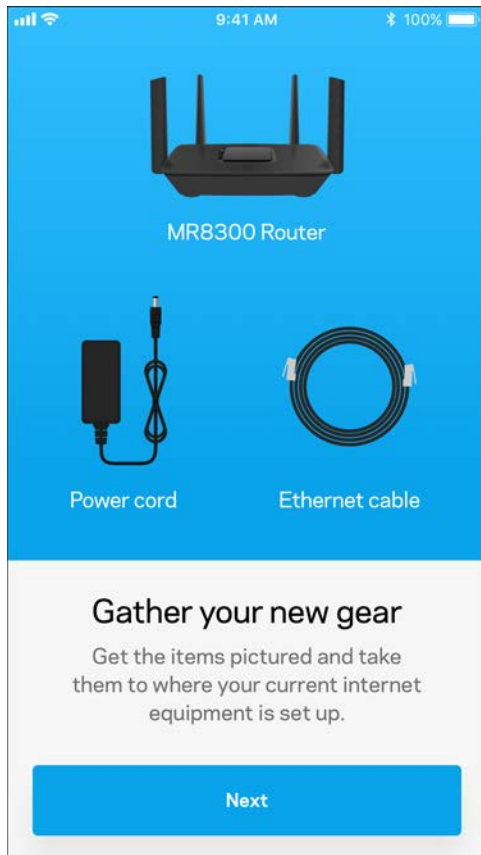 9:41 AM
100%
MR8300 Router
Power cord
Ethernet cable
Gather your new gear
Get the items pictured and take
them to where your current internet
equipment is set up.
Next